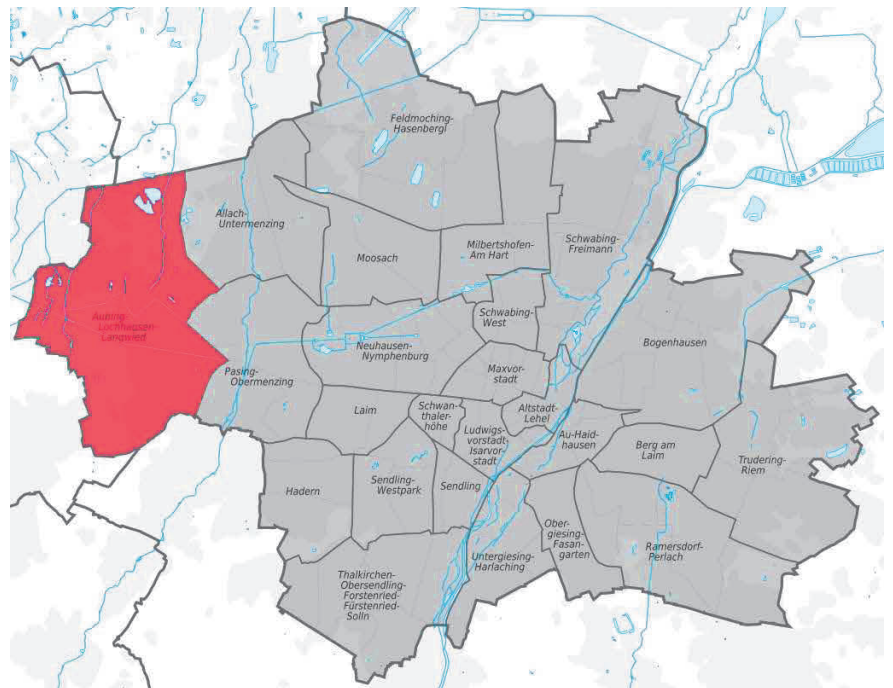 Feldmoching-
Hasenbergl
Allach-
Untermenzing
Moosach
Milbertshofen-
Am Hart
Schwabing-
Freimann
Aubing-
Lochhausen-
Langwied
Schwabing-
West
Neuhausen-
Nymphenburg
Bogenhausen
Pasing-
Obermenzing
Maxvor-
stadt
Laim
Schwan-
thaler-
höhe
Altstadt-
Lehel
Ludwigs-
vorstadt-
Isarvor-
stadt
Au-Haid-
hausen
Berg am
Laim
Trudering-
Riem
Hadern
Sendling-
Westpark
Sendling
Ober-
giesing-
Fasan-
garten
Untergiesing-
Harlaching
Ramersdorf-
Perlach
Thalkirchen-
Obersendling-
Forstenried-
Fürstenried-
Solln